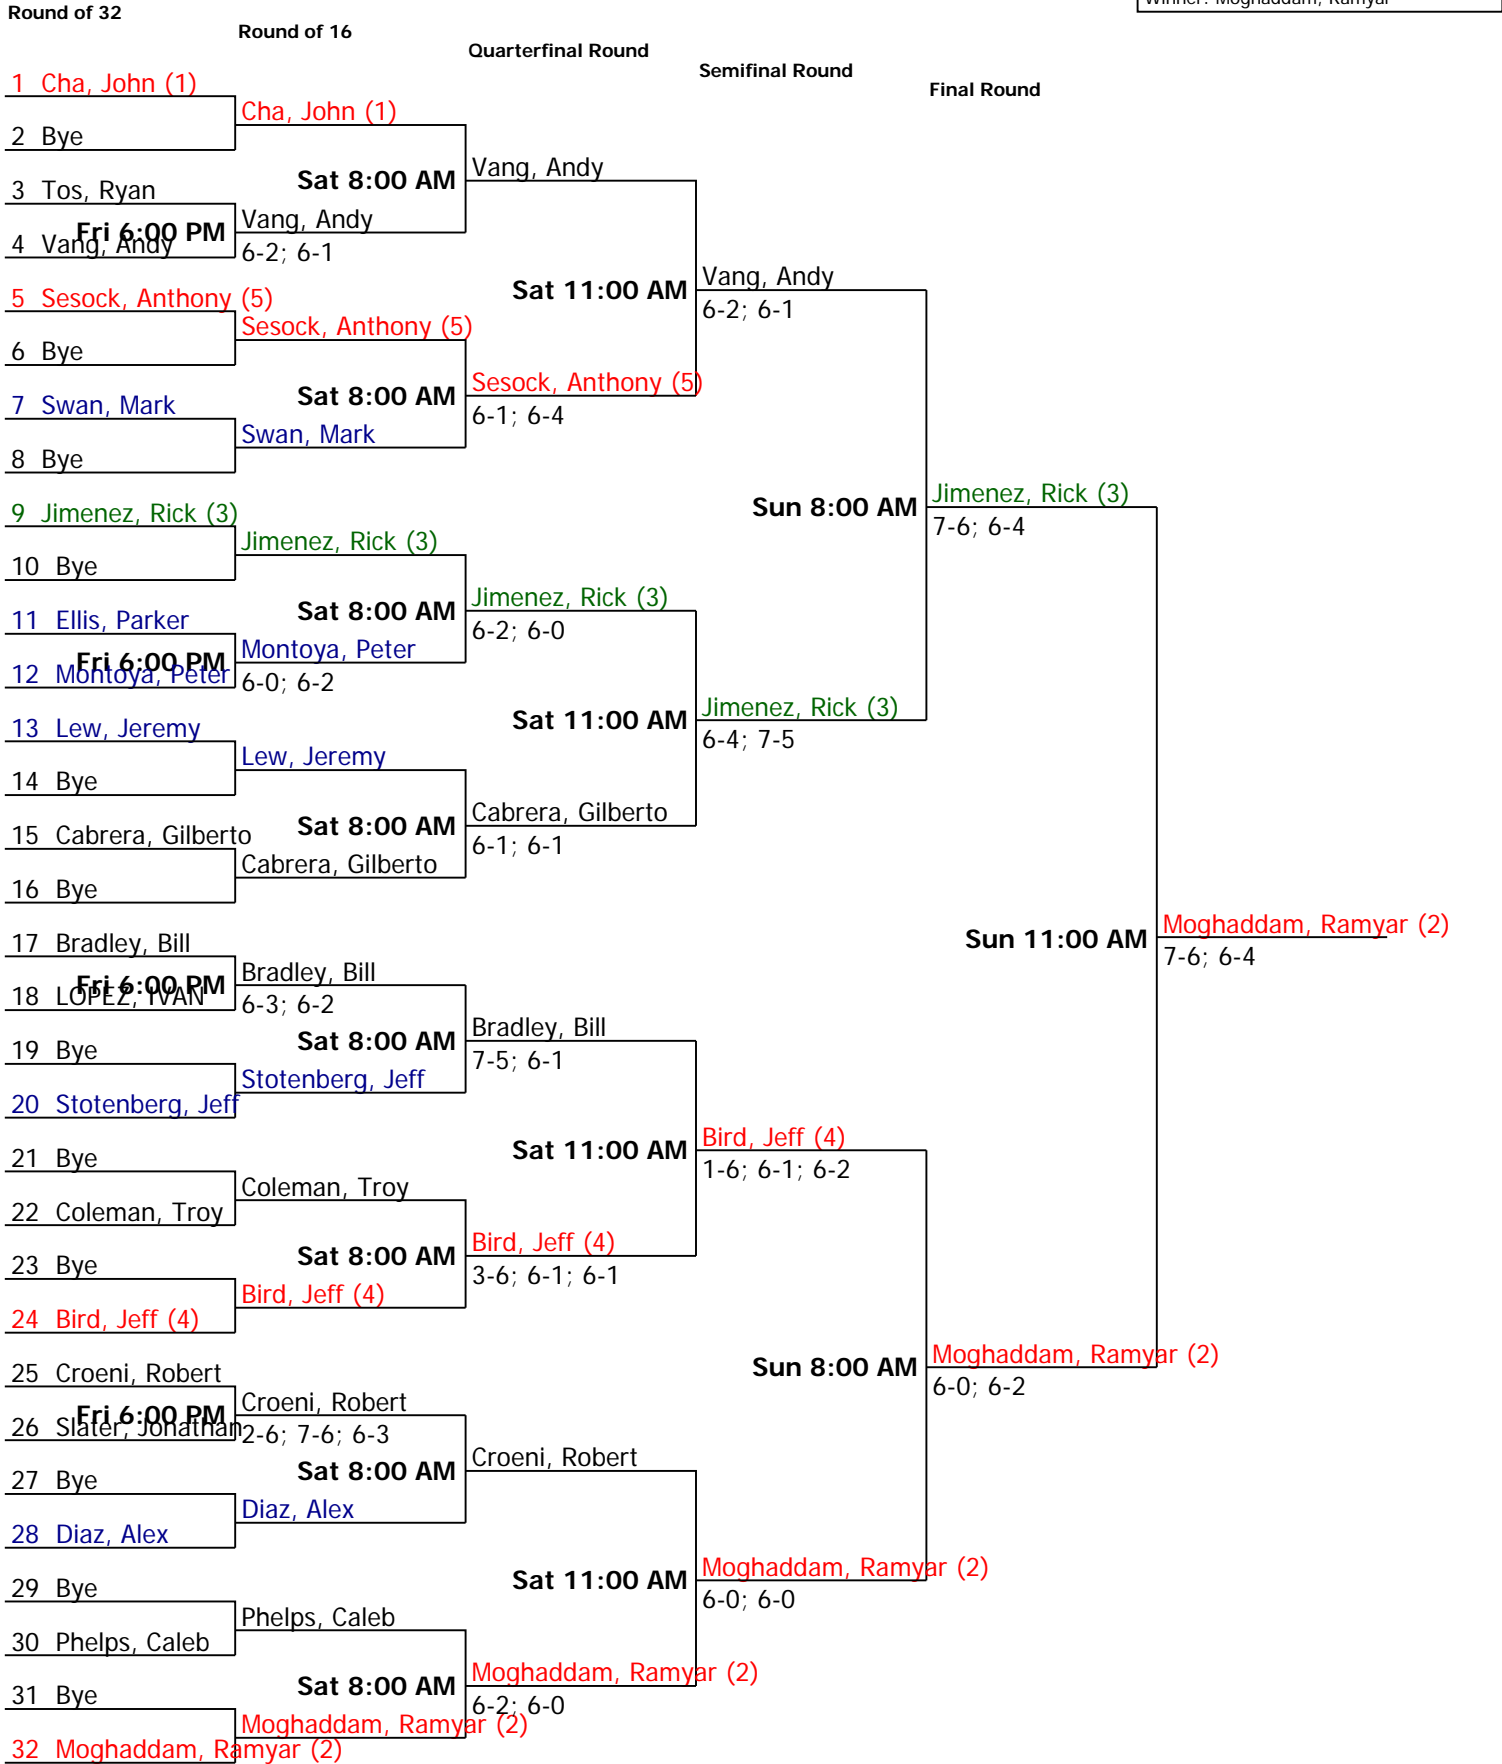 Winner: Moghaddam, Ramyar
Round of 32
Round of 16
Quarterfinal Round
Semifinal Round
Final Round
1 Cha, John (1)
Cha, John (1)
2 Bye
Sat 8:00 AM
Vang, Andy
3 Tos, Ryan
Fri 6:00 PM
Vang, Andy
4 Vang, Andy
6-2; 6-1
Sat 11:00 AM
Vang, Andy
6-2; 6-1
5 Sesock, Anthony (5)
Sesock, Anthony (5)
6 Bye
Sat 8:00 AM
Sesock, Anthony (5)
6-1; 6-4
7 Swan, Mark
Swan, Mark
8 Bye
Sun 8:00 AM
Jimenez, Rick (3)
7-6; 6-4
9 Jimenez, Rick (3)
Jimenez, Rick (3)
10 Bye
Sat 8:00 AM
Jimenez, Rick (3)
6-2; 6-0
11 Ellis, Parker
Fri 6:00 PM
Montoya, Peter
12 Montoya, Peter
6-0; 6-2
Sat 11:00 AM
Jimenez, Rick (3)
6-4; 7-5
13 Lew, Jeremy
Lew, Jeremy
14 Bye
Sat 8:00 AM
Cabrera, Gilberto
6-1; 6-1
15 Cabrera, Gilberto
Cabrera, Gilberto
16 Bye
Sun 11:00 AM
Moghaddam, Ramyar (2)
7-6; 6-4
17 Bradley, Bill
Fri 6:00 PM
Bradley, Bill
18 LOPEZ, IVAN
6-3; 6-2
Sat 8:00 AM
Bradley, Bill
7-5; 6-1
19 Bye
Stotenberg, Jeff
20 Stotenberg, Jeff
Sat 11:00 AM
Bird, Jeff (4)
1-6; 6-1; 6-2
21 Bye
Coleman, Troy
22 Coleman, Troy
Sat 8:00 AM
Bird, Jeff (4)
3-6; 6-1; 6-1
23 Bye
Bird, Jeff (4)
24 Bird, Jeff (4)
Sun 8:00 AM
Moghaddam, Ramyar (2)
6-0; 6-2
25 Croeni, Robert
Fri 6:00 PM
Croeni, Robert
26 Slater, Jonathan
2-6; 7-6; 6-3
Sat 8:00 AM
Croeni, Robert
27 Bye
Diaz, Alex
28 Diaz, Alex
Sat 11:00 AM
Moghaddam, Ramyar (2)
6-0; 6-0
29 Bye
Phelps, Caleb
30 Phelps, Caleb
Sat 8:00 AM
Moghaddam, Ramyar (2)
6-2; 6-0
31 Bye
Moghaddam, Ramyar (2)
32 Moghaddam, Ramyar (2)